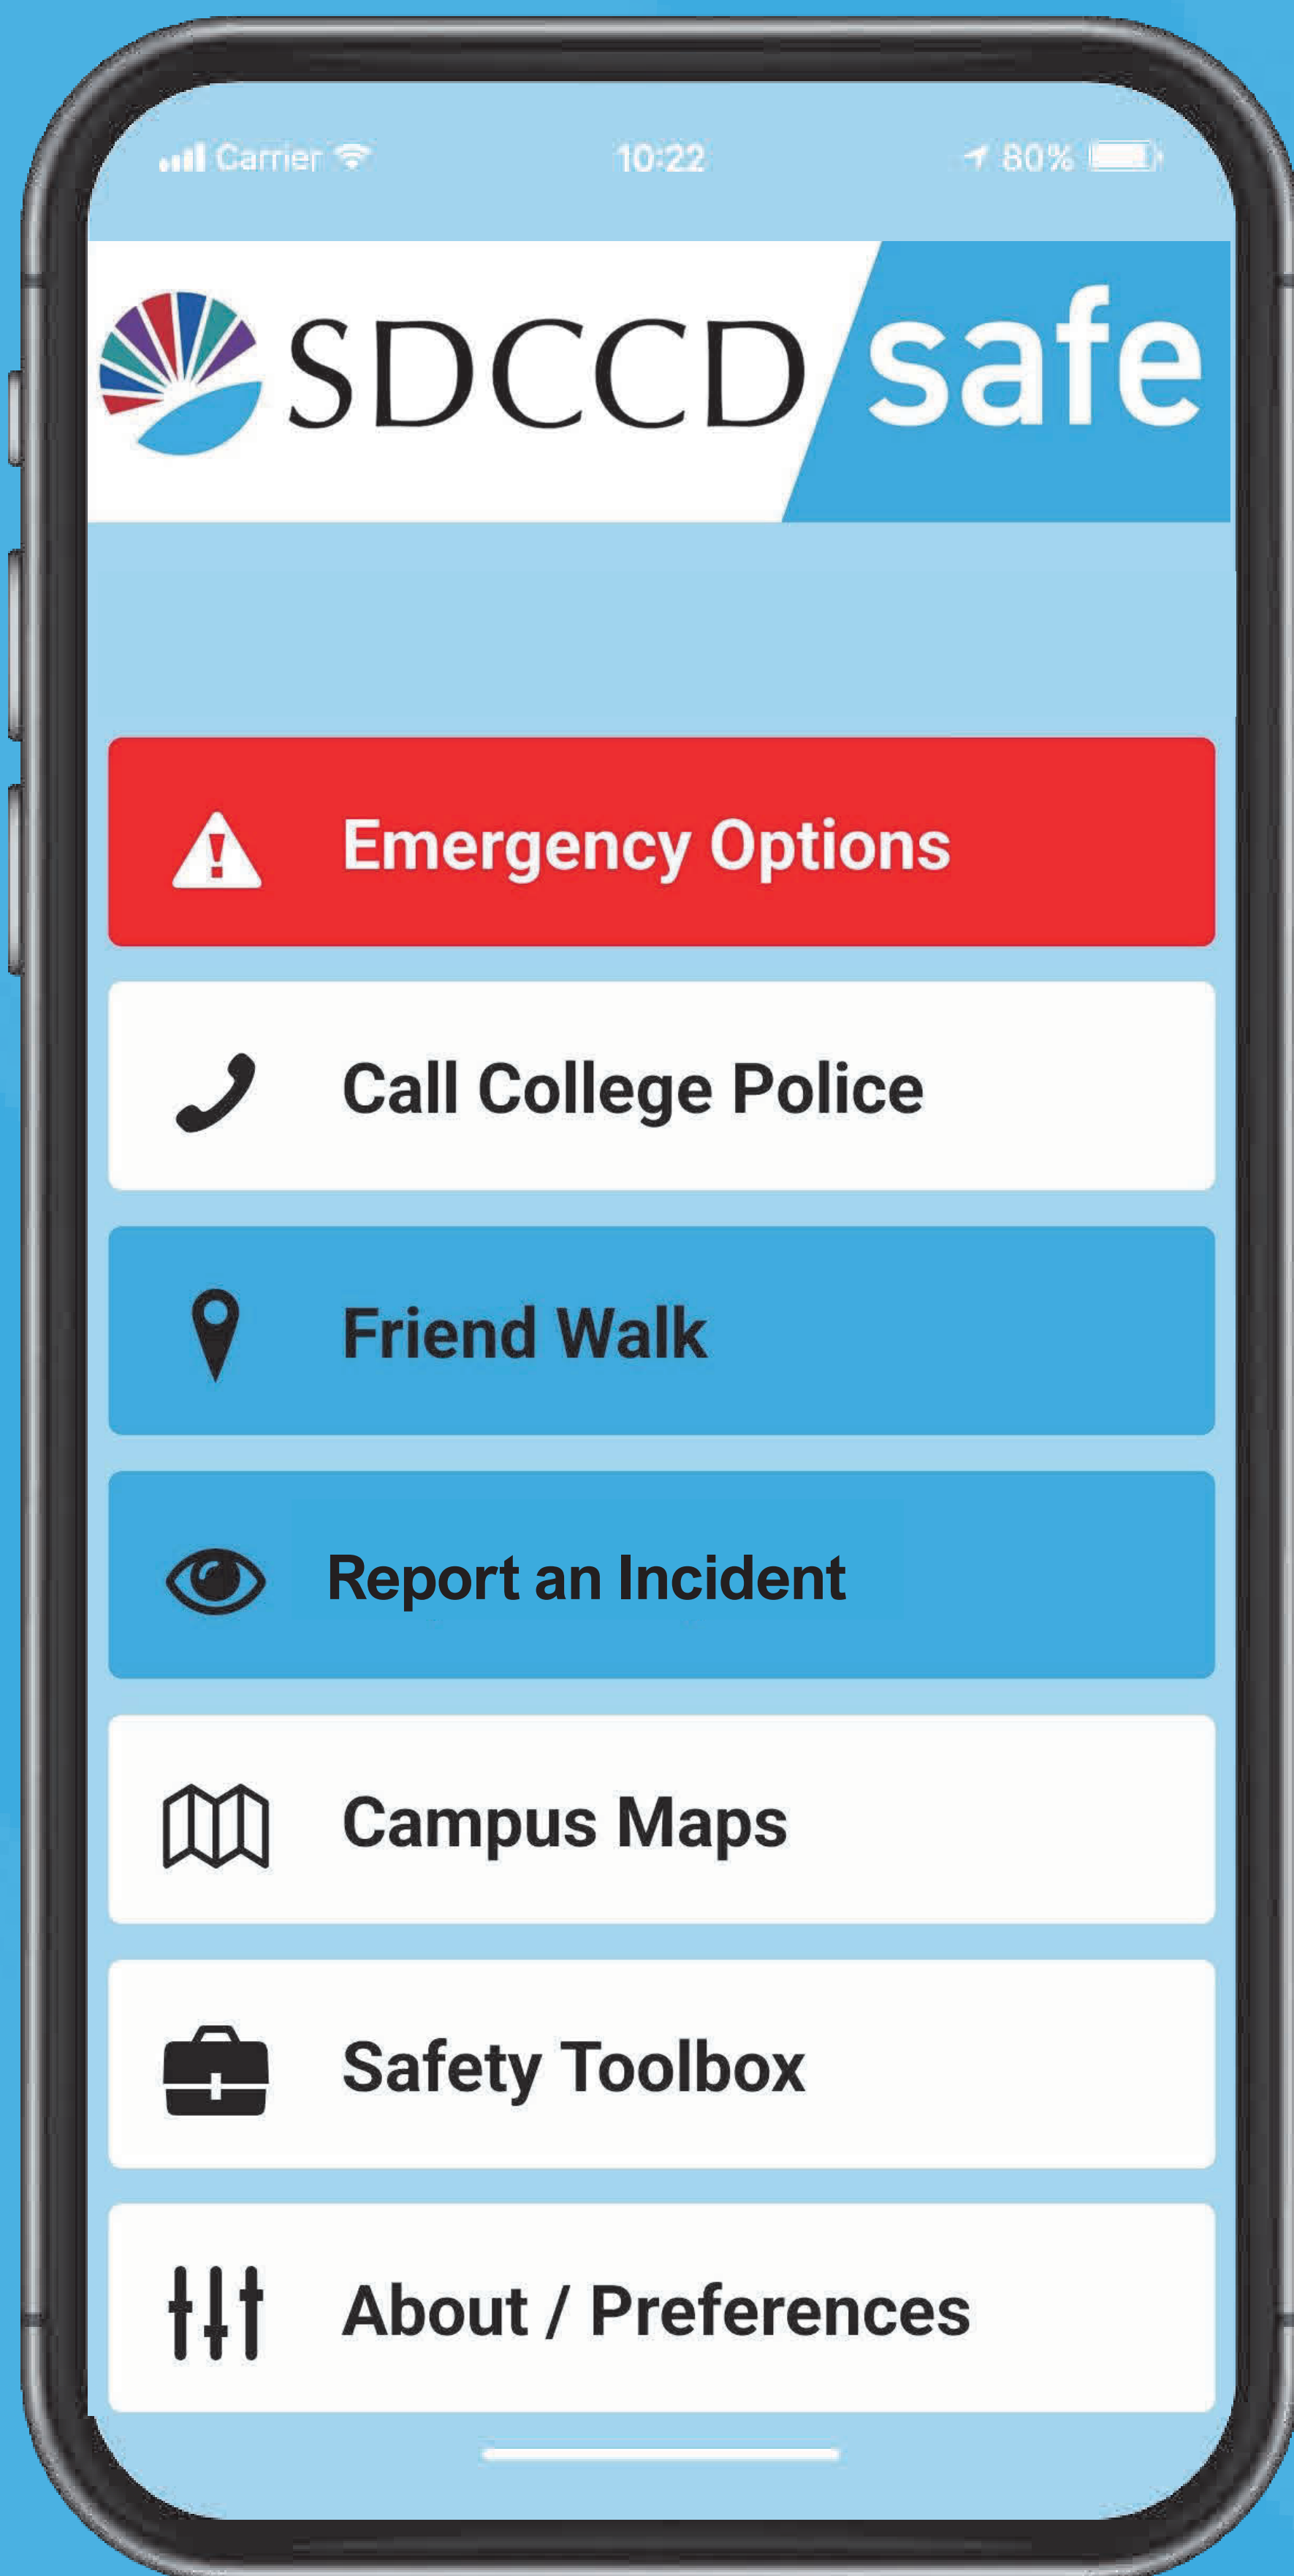 Carrier 10:22 80%
SDCCD safe
Emergency Options
Call College Police
Friend Walk
Report an Incident
Campus Maps
Safety Toolbox
About / Preferences